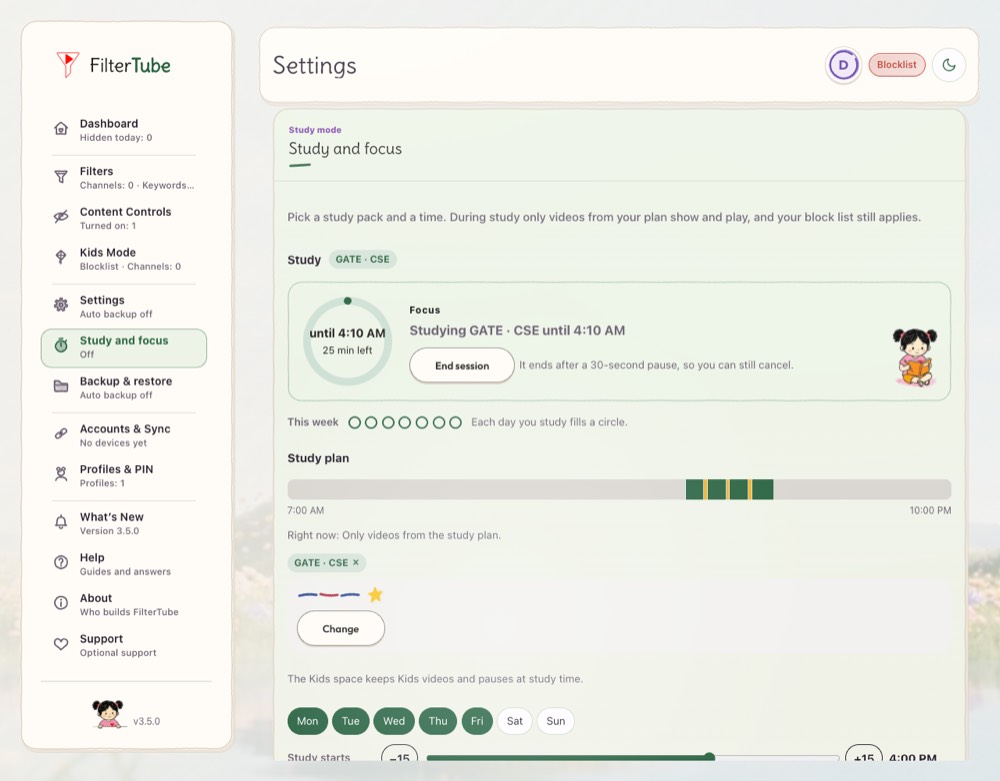 FilterTube
Dashboard
Hidden today: 0
Filters
Channels: 0 · Keywords...
Content Controls
Turned on: 1
Kids Mode
Blocklist · Channels: 0
Settings
Auto backup off
Study and focus
Off
Backup & restore
Auto backup off
Accounts & Sync
No devices yet
Profiles & PIN
Profiles: 1
What's New
Version 3.5.0
Help
Guides and answers
About
Who builds FilterTube
Support
Optional support
v3.5.0
Settings
D
Blocklist
Study mode
Study and focus
Pick a study pack and a time. During study only videos from your plan show and play, and your block list still applies.
Study GATE · CSE
until 4:10 AM
25 min left
Focus
Studying GATE · CSE until 4:10 AM
End session It ends after a 30-second pause, so you can still cancel.
This week Each day you study fills a circle.
Study plan
7:00 AM 10:00 PM
Right now: Only videos from the study plan.
GATE · CSE ×
Change
The Kids space keeps Kids videos and pauses at study time.
Mon Tue Wed Thu Fri Sat Sun
Study starts −15 +15 4:00 PM